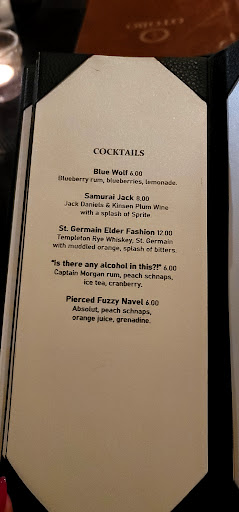 COCKTAILS
Blue Wolf 6.00
Blueberry rum, blueberries, lemonade.
Samurai Jack 8.00
Jack Daniels & Kinsen Plum Wine
with a splash of Sprite
St. Germain Elder Fashion 12.00
Templeton Rye Whiskey, St. Germain
with muddled orange, splash of bitters.
"Is there any alcohol in this?!" 6.00
Captain Morgan rum, peach schnaps,
ice tea, cranberry.
Pierced Fuzzy Navel 6.00
Absolut, peach schnaps,
orange juice, grenadine.